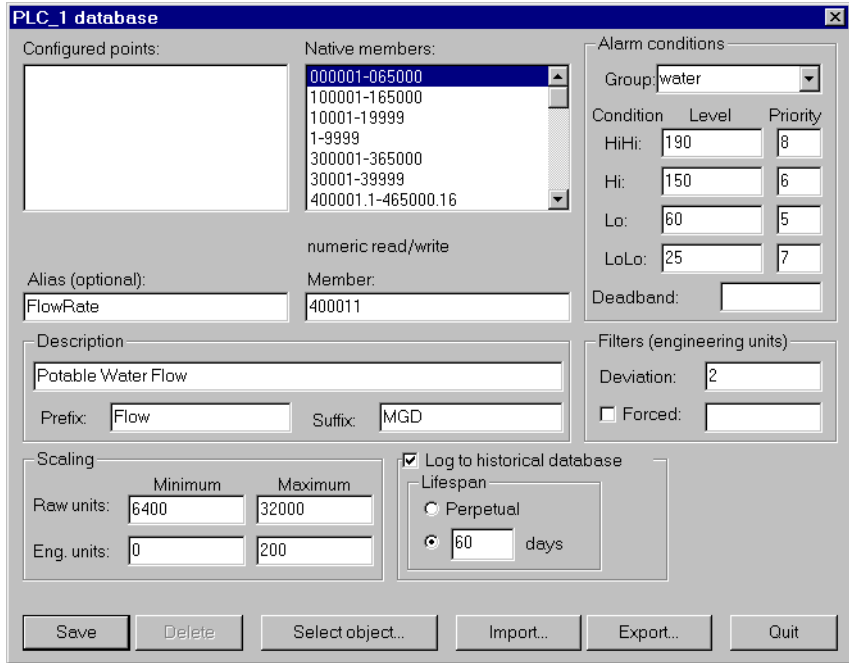 PLC_1 database
Configured points:
Native members:
000001-065000
100001-165000
10001-19999
1-9999
300001-365000
30001-39999
400001.1-465000.16
numeric read/write
Alias (optional):
FlowRate
Member:
400011
Alarm conditions
Group: water
Condition Level Priority
HiHi: 190 8
Hi: 150 6
Lo: 60 5
LoLo: 25 7
Deadband:
Description
Potable Water Flow
Prefix: Flow Suffix: MGD
Filters (engineering units)
Deviation: 2
Forced:
Scaling
Minimum Maximum
Raw units: 6400 32000
Eng. units: 0 200
Log to historical database
Lifespan
Perpetual
60 days
Save Delete Select object... Import... Export... Quit